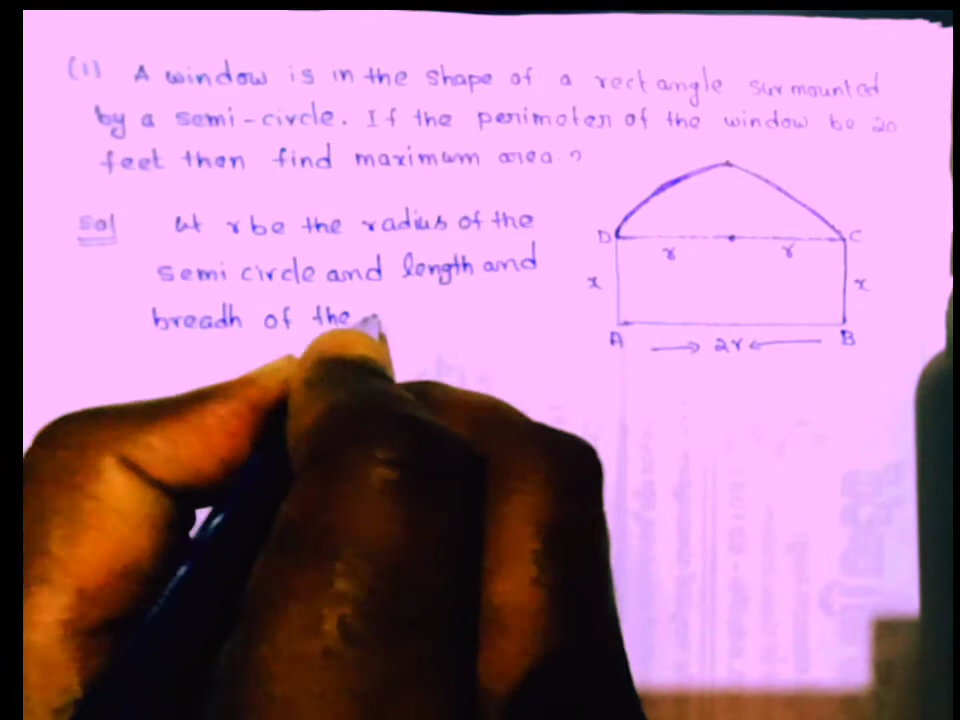 (1) A window is in the shape of a rectangle surmounted
by a semi-circle. If the perimeter of the window be 20
feet then find maximum area.?
Sol let r be the radius of the
semi circle and length and
breadh of the
D C
r r
x x
A B
2r